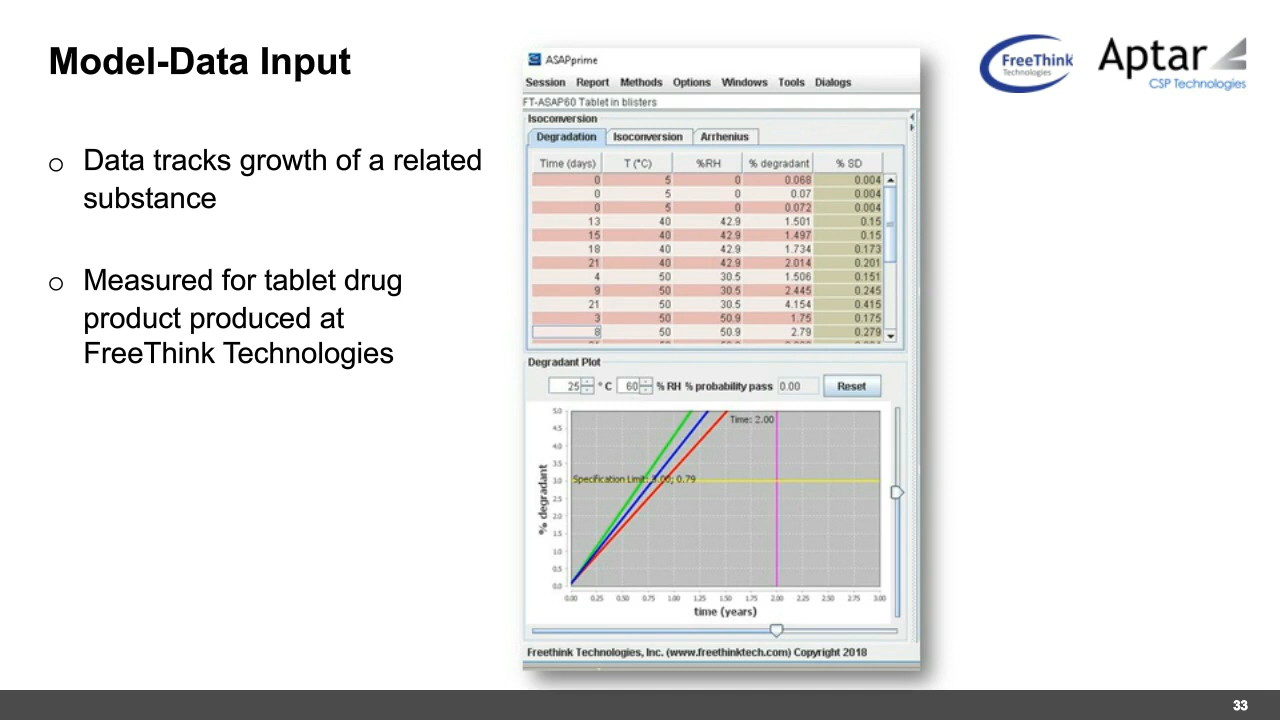 Model-Data Input
FreeThink
Technologies
Aptar
CSP Technologies
o Data tracks growth of a related
substance
o Measured for tablet drug
product produced at
FreeThink Technologies
ASAPprime
Session Report Methods Options Windows Tools Dialogs
FT-ASAP60 Tablet in blisters
Isoconversion
Degradation Isoconversion Arrhenius
Time (days) T (°C) %RH % degradant % SD
0 5 0 0.068 0.004
0 5 0 0.07 0.004
0 5 0 0.072 0.004
13 40 42.9 1.501 0.15
15 40 42.9 1.497 0.15
18 40 42.9 1.734 0.173
21 40 42.9 2.014 0.201
4 50 30.5 1.506 0.151
9 50 30.5 2.445 0.245
21 50 30.5 4.154 0.415
3 50 50.9 1.75 0.175
8 50 50.9 2.79 0.279
Degradant Plot
25 °C 60 % RH % probability pass 0.00 Reset
Time: 2.00
Specification Limit: 3.00; 0.79
% degradant
5.0
4.5
4.0
3.5
3.0
2.5
2.0
1.5
1.0
0.5
0.0
0.00 0.25 0.50 0.75 1.00 1.25 1.50 1.75 2.00 2.25 2.50 2.75 3.00
time (years)
Freethink Technologies, Inc. (www.freethinktech.com) Copyright 2018
33